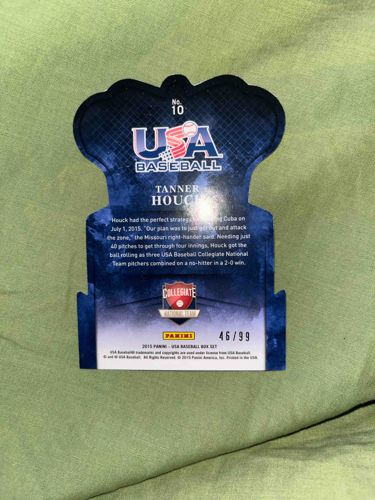 No.
10
USA
BASEBALL
TANNER
HOUCK
Houck had the perfect strategy facing Cuba on
July 1, 2015. "Our plan was to just go out and attack
the zone," the Missouri right-hander said. Needing just
40 pitches to get through four innings, Houck got the
ball rolling as three USA Baseball Collegiate National
Team pitchers combined on a no-hitter in a 2-0 win.
COLLEGIATE
NATIONAL TEAM
PANINI
46/99
2015 PANINI - USA BASEBALL BOX SET
USA Baseball® trademarks and copyrights are used under license from USA Baseball.
© and ® USA Baseball. All Rights Reserved. © 2015 Panini America, Inc. Printed in the USA.